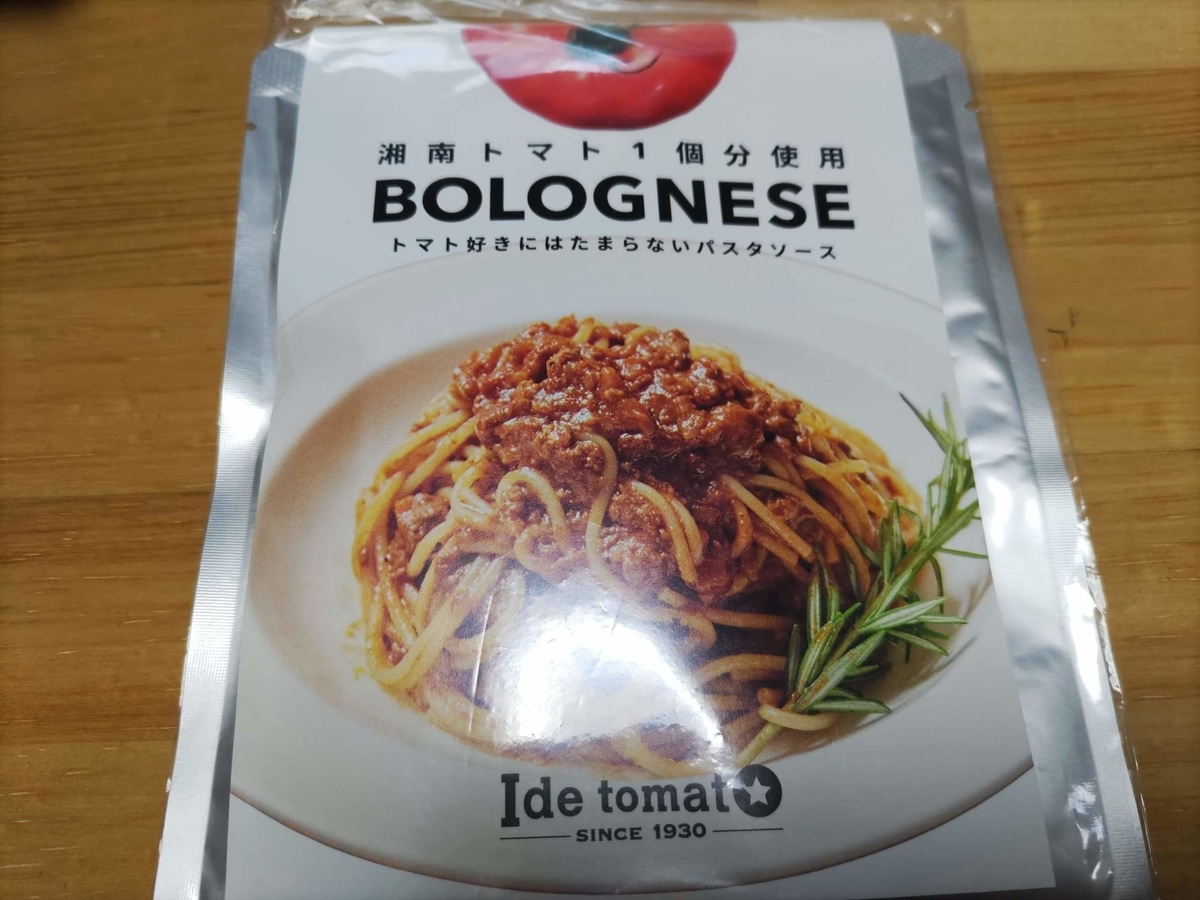 湘南トマト1個分使用
BOLOGNESE
トマト好きにはたまらないパスタソース
Ide tomato
SINCE 1930